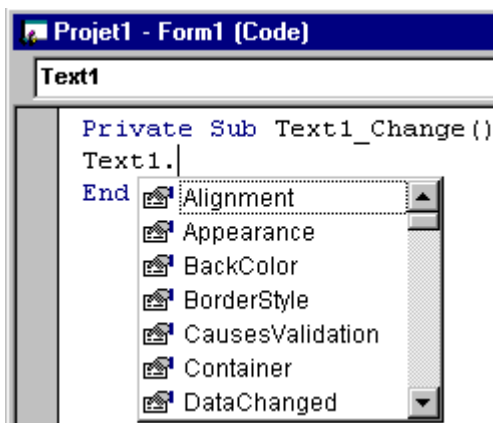 Projet1 - Form1 (Code)
Text1
Private Sub Text1_Change()
Text1.
End
Alignment
Appearance
BackColor
BorderStyle
CausesValidation
Container
DataChanged